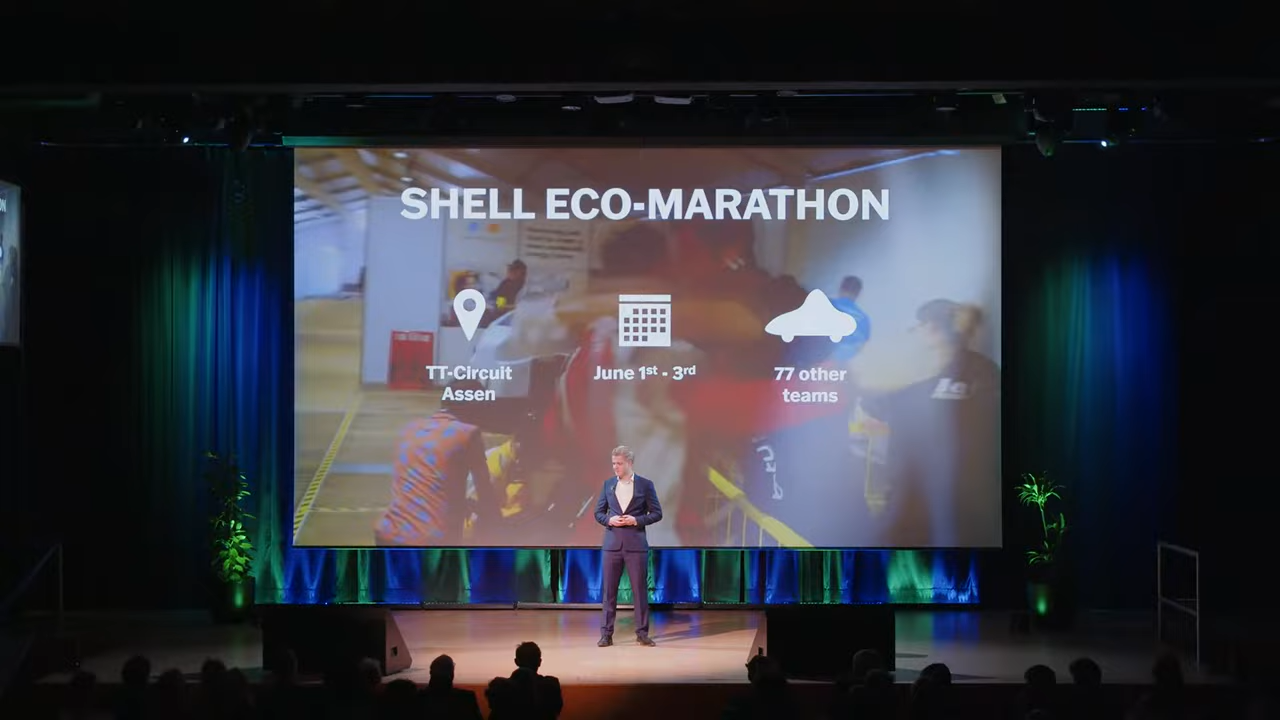 SHELL ECO-MARATHON
TT-Circuit
Assen
June 1st - 3rd
77 other
teams